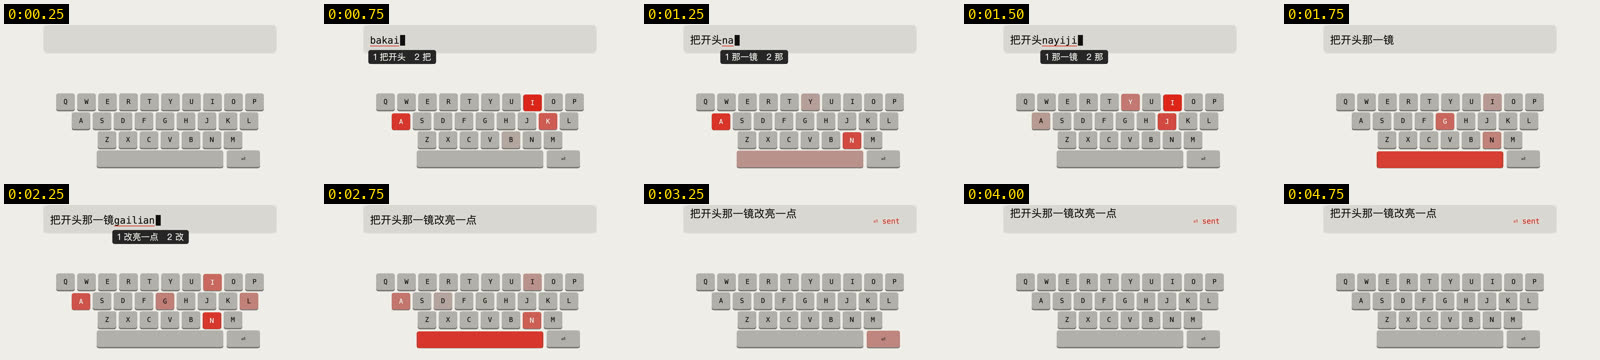 0:00.25
0:00.75
0:01.25
0:01.50
0:01.75
bakai
把开头na
把开头nayiji
把开头那一镜
1 把开头 2 把
1 那一镜 2 那
1 那一镜 2 那
Q W E R T Y U I O P
Q W E R T Y U I O P
Q W E R T Y U I O P
Q W E R T Y U I O P
Q W E R T Y U I O P
A S D F G H J K L
A S D F G H J K L
A S D F G H J K L
A S D F G H J K L
A S D F G H J K L
Z X C V B N M
Z X C V B N M
Z X C V B N M
Z X C V B N M
Z X C V B N M
⏎
⏎
⏎
⏎
⏎
0:02.25
0:02.75
0:03.25
0:04.00
0:04.75
把开头那一镜gailian
把开头那一镜改亮一点
把开头那一镜改亮一点
⏎ sent
把开头那一镜改亮一点
⏎ sent
把开头那一镜改亮一点
⏎ sent
1 改亮一点 2 改
Q W E R T Y U I O P
Q W E R T Y U I O P
Q W E R T Y U I O P
Q W E R T Y U I O P
Q W E R T Y U I O P
A S D F G H J K L
A S D F G H J K L
A S D F G H J K L
A S D F G H J K L
A S D F G H J K L
Z X C V B N M
Z X C V B N M
Z X C V B N M
Z X C V B N M
Z X C V B N M
⏎
⏎
⏎
⏎
⏎